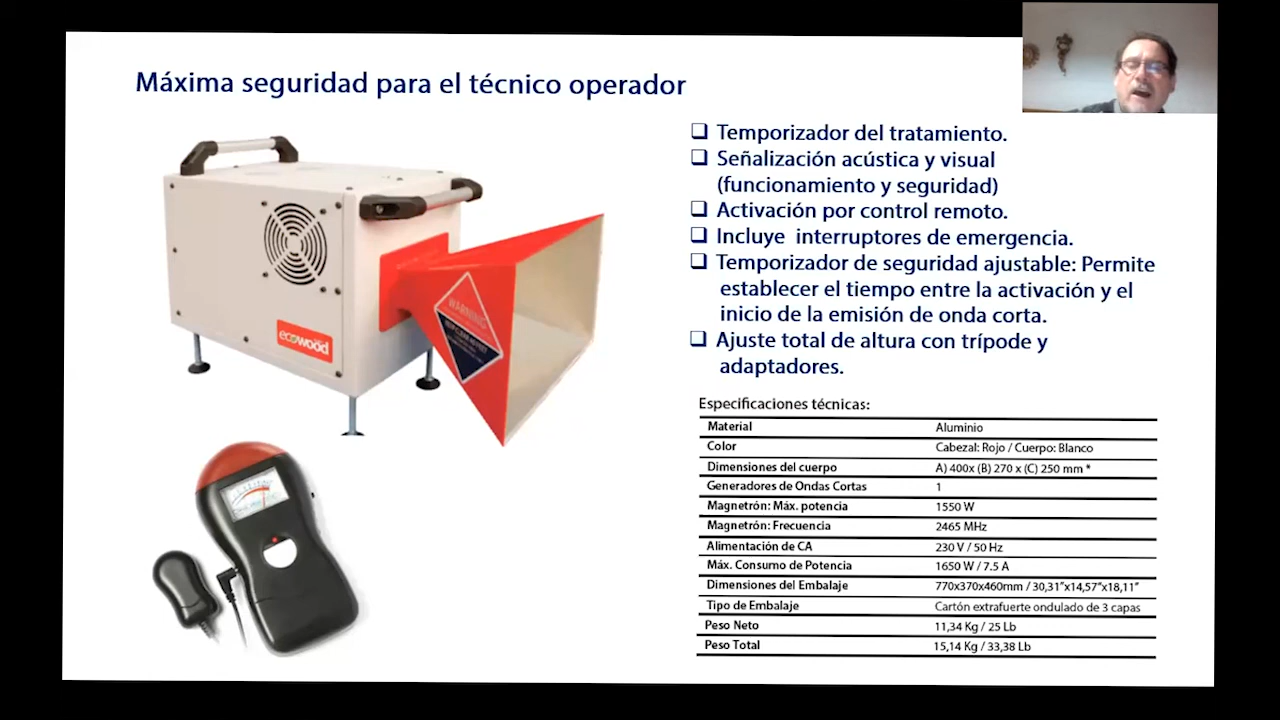 Máxima seguridad para el técnico operador
❑ Temporizador del tratamiento.
❑ Señalización acústica y visual
(funcionamiento y seguridad)
❑ Activación por control remoto.
❑ Incluye interruptores de emergencia.
❑ Temporizador de seguridad ajustable: Permite
establecer el tiempo entre la activación y el
inicio de la emisión de onda corta.
❑ Ajuste total de altura con trípode y
adaptadores.
WARNING
ecowood
Especificaciones técnicas:
Material Aluminio
Color Cabezal: Rojo / Cuerpo: Blanco
Dimensiones del cuerpo A) 400x (B) 270 x (C) 250 mm *
Generadores de Ondas Cortas 1
Magnetrón: Máx. potencia 1550 W
Magnetrón: Frecuencia 2465 MHz
Alimentación de CA 230 V / 50 Hz
Máx. Consumo de Potencia 1650 W / 7.5 A
Dimensiones del Embalaje 770x370x460mm / 30,31"x14,57"x18,11"
Tipo de Embalaje Cartón extrafuerte ondulado de 3 capas
Peso Neto 11,34 Kg / 25 Lb
Peso Total 15,14 Kg / 33,38 Lb